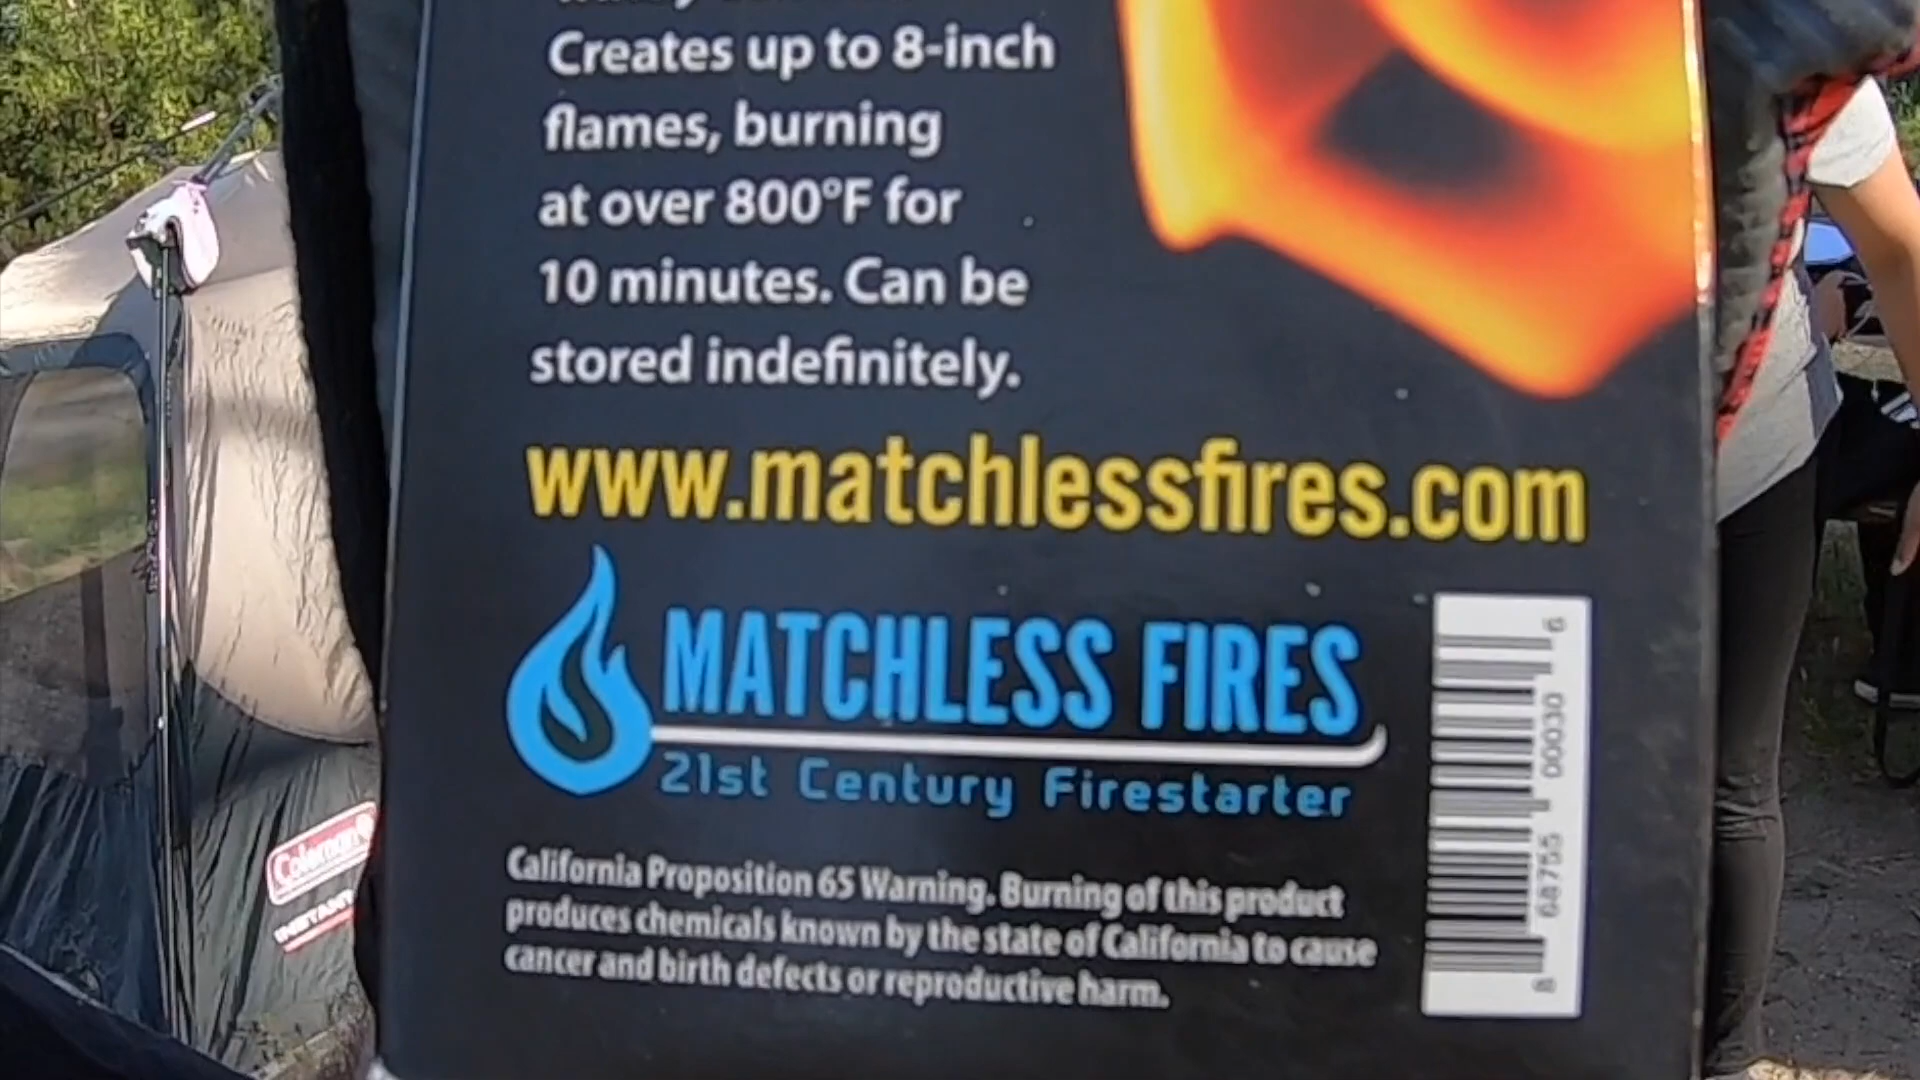 Creates up to 8-inch
flames, burning
at over 800°F for
10 minutes. Can be
stored indefinitely.
www.matchlessfires.com
MATCHLESS FIRES
21st Century Firestarter
California Proposition 65 Warning. Burning of this product
produces chemicals known by the state of California to cause
cancer and birth defects or reproductive harm.
8 68755 00030 6
Coleman
INSTANT